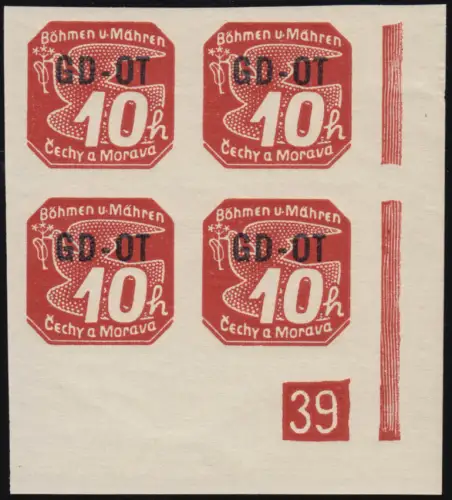 Böhmen u. Mähren Böhmen u. Mähren
GD-OT GD-OT
10h 10h
Čechy a Morava Čechy a Morava
Böhmen u. Mähren Böhmen u. Mähren
GD-OT GD-OT
10h 10h
Čechy a Morava Čechy a Morava
39